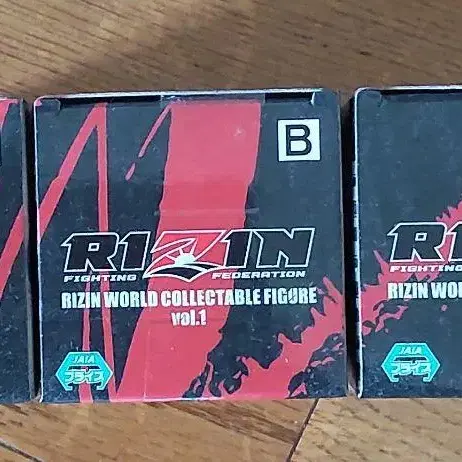 B
RIZIN
FIGHTING FEDERATION
RIZIN WORLD COLLECTABLE FIGURE
vol.1
JAIA
プライズ
RI
FIGHTING
RIZIN WO
JAIA
プライズ